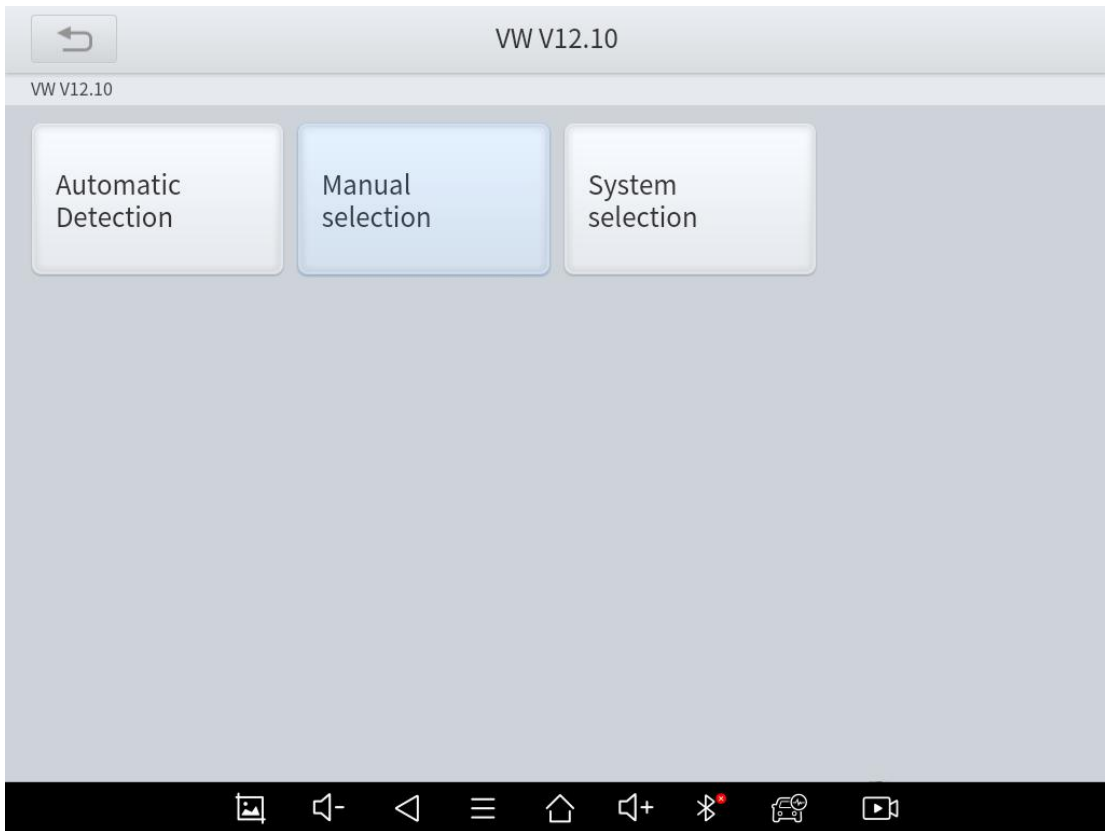 VW V12.10
VW V12.10
Automatic
Detection
Manual
selection
System
selection